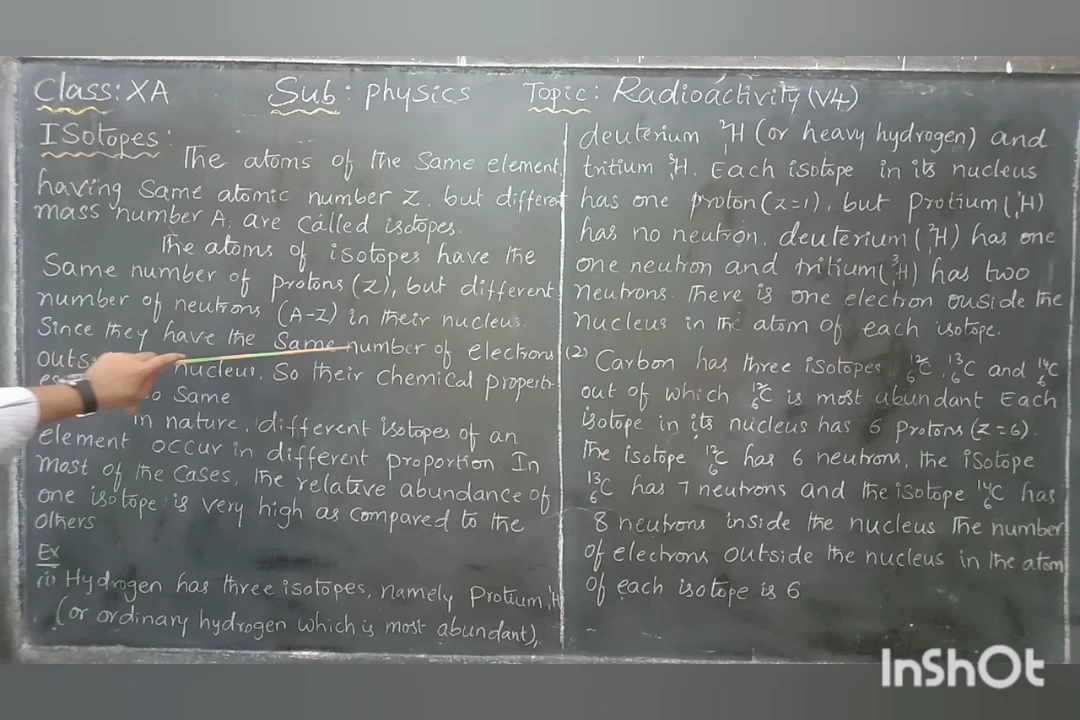 Class: XA Sub: physics Topic: Radioactivity (V4)
Isotopes:
The atoms of the Same element
having Same atomic number Z, but different
mass number A, are called isotopes.
The atoms of isotopes have the
Same number of protons (Z), but different
number of neutrons (A-Z) in their nucleus.
Since they have the Same number of electrons
outs nucleus, So their chemical propert-
Same.
In nature, different isotopes of an
element occur in different proportion. In
most of the cases, the relative abundance of
one isotope is very high as compared to the
others
Ex
(1) Hydrogen has three isotopes, namely Protium ¹₁H
(or ordinary hydrogen which is most abundant),
deuterium ²₁H (or heavy hydrogen) and
tritium ³₁H. Each isotope in its nucleus
has one proton (z=1), but Protium (¹₁H)
has no neutron, deuterium (²₁H) has one
one neutron and tritium (³₁H) has two
neutrons. There is one electron ouside the
nucleus in the atom of each isotope.
(2) Carbon has three isotopes ¹²₆C, ¹³₆C and ¹⁴₆C
out of which ¹²₆C is most abundant Each
isotope in its nucleus has 6 protons (z=6).
The isotope ¹²₆C has 6 neutrons, the isotope
¹³₆C has 7 neutrons and the isotope ¹⁴₆C has
8 neutrons inside the nucleus The number
of electrons outside the nucleus in the atom
of each isotope is 6
InShOt